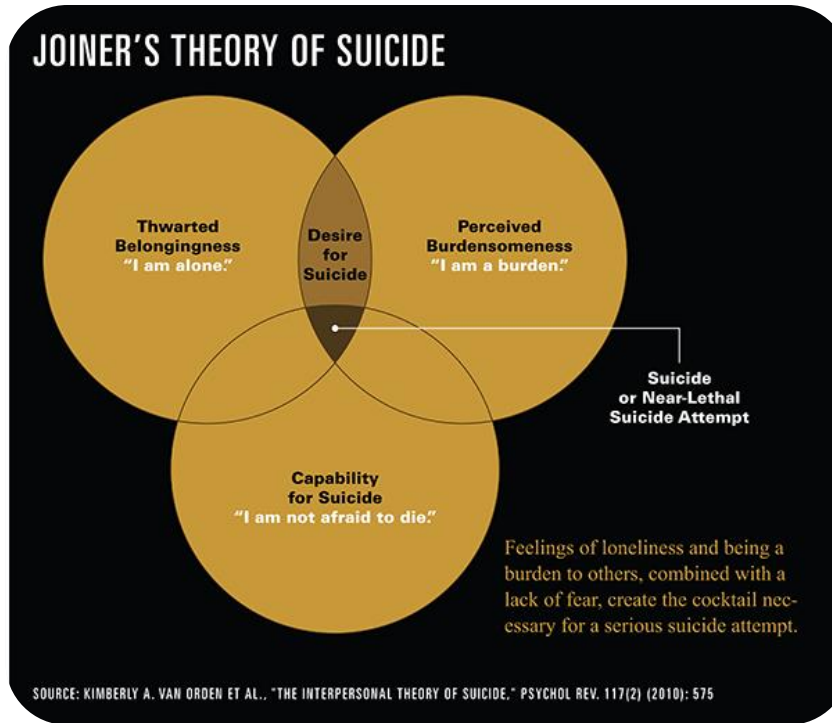 JOINER'S THEORY OF SUICIDE
Thwarted
Belongingness
"I am alone."
Desire
for
Suicide
Perceived
Burdensomeness
"I am a burden."
Suicide
or Near-Lethal
Suicide Attempt
Capability
for Suicide
"I am not afraid to die."
Feelings of loneliness and being a
burden to others, combined with a
lack of fear, create the cocktail nec-
essary for a serious suicide attempt.
SOURCE: KIMBERLY A. VAN ORDEN ET AL., "THE INTERPERSONAL THEORY OF SUICIDE," PSYCHOL REV. 117(2) (2010): 575